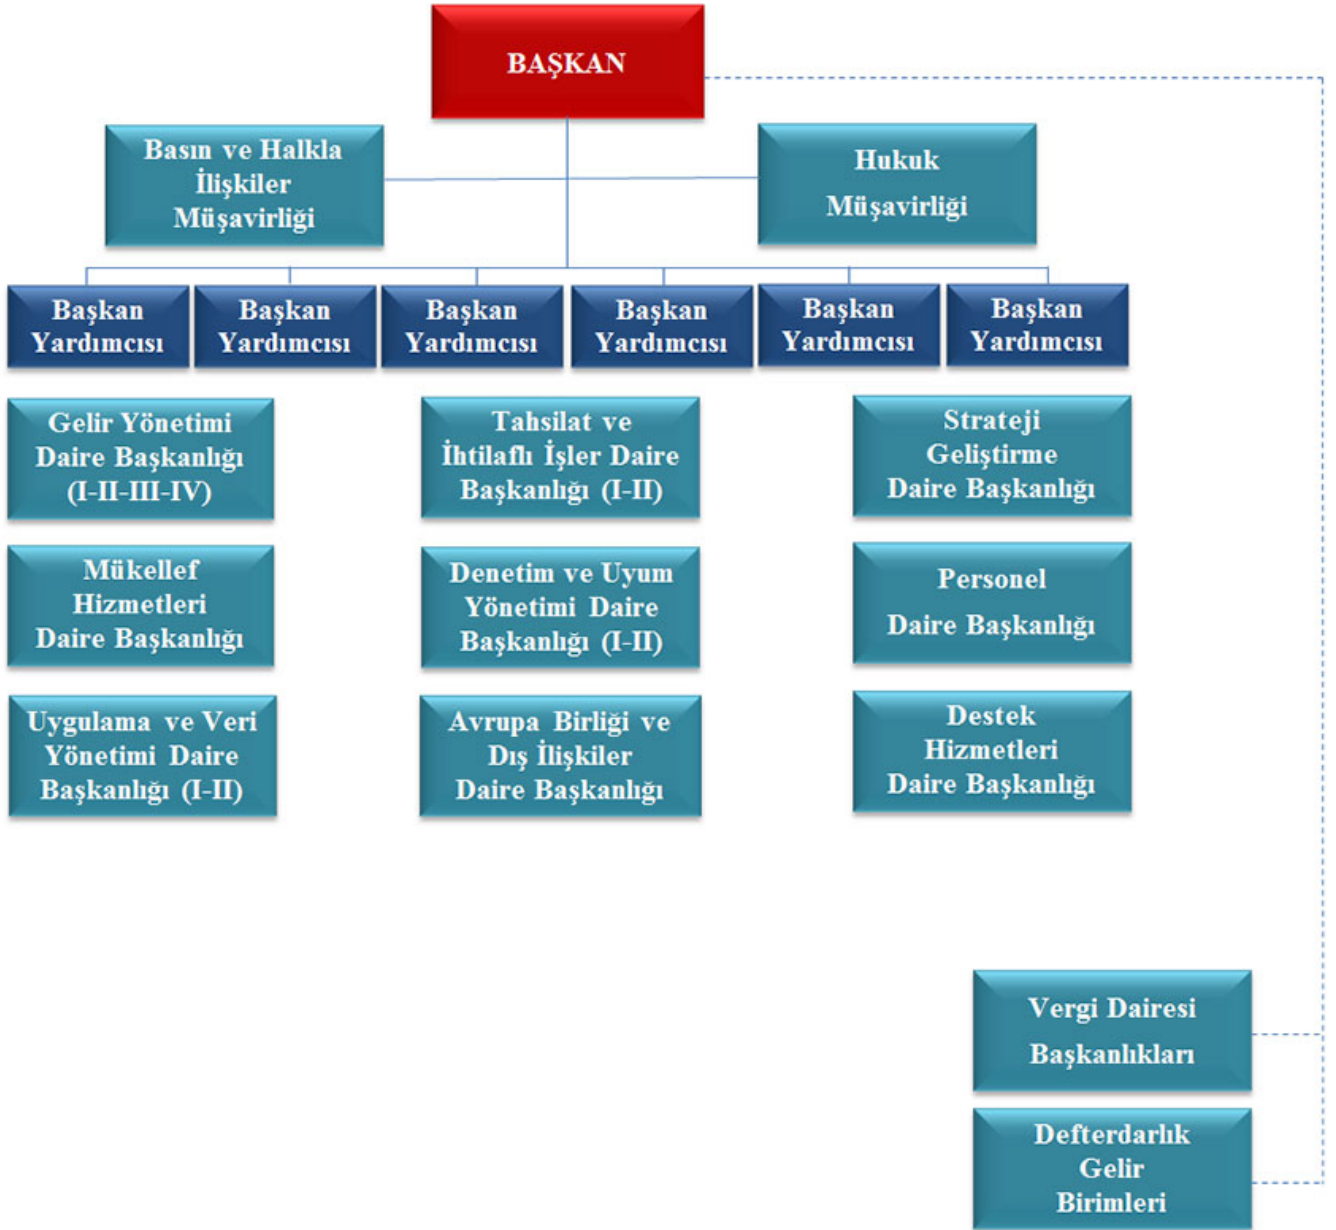 BAŞKAN
Basın ve Halkla
İlişkiler
Müşavirliği
Hukuk
Müşavirliği
Başkan
Yardımcısı
Başkan
Yardımcısı
Başkan
Yardımcısı
Başkan
Yardımcısı
Başkan
Yardımcısı
Başkan
Yardımcısı
Gelir Yönetimi
Daire Başkanlığı
(I-II-III-IV)
Tahsilat ve
İhtilaflı İşler Daire
Başkanlığı (I-II)
Strateji
Geliştirme
Daire Başkanlığı
Mükellef
Hizmetleri
Daire Başkanlığı
Denetim ve Uyum
Yönetimi Daire
Başkanlığı (I-II)
Personel
Daire Başkanlığı
Uygulama ve Veri
Yönetimi Daire
Başkanlığı (I-II)
Avrupa Birliği ve
Dış İlişkiler
Daire Başkanlığı
Destek
Hizmetleri
Daire Başkanlığı
Vergi Dairesi
Başkanlıkları
Defterdarlık
Gelir
Birimleri